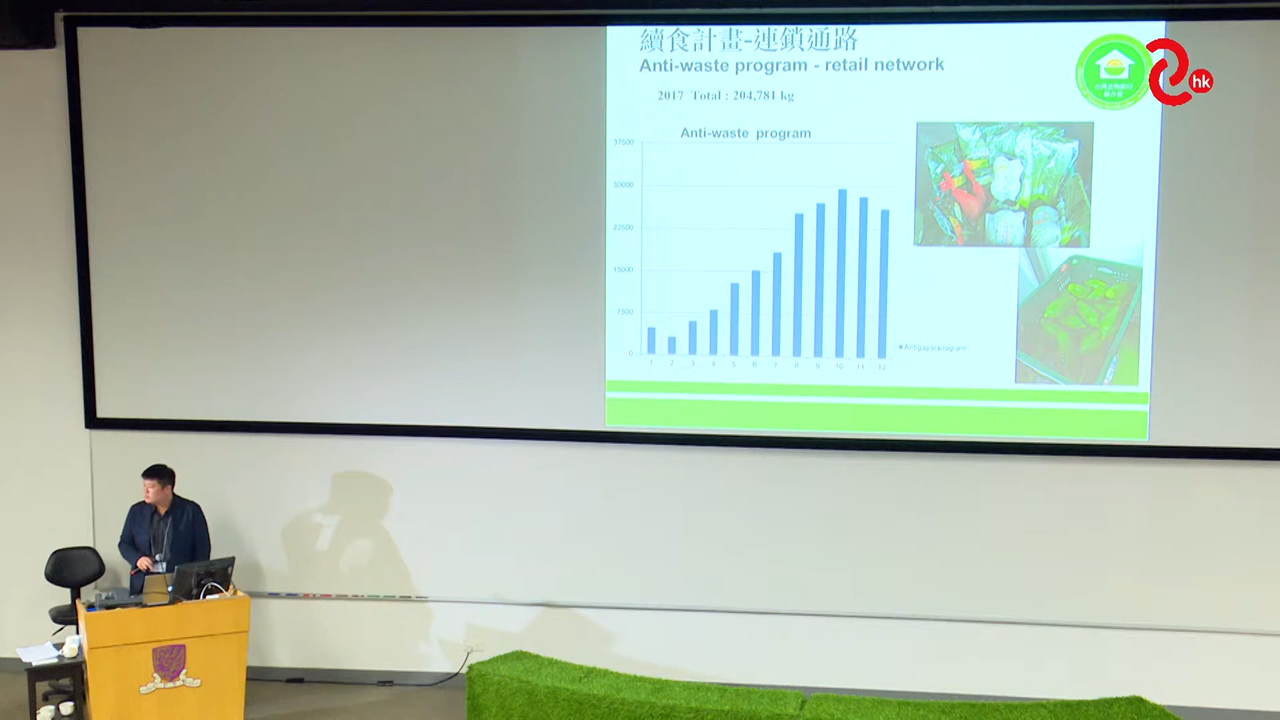 續食計畫-連鎖通路
Anti-waste program - retail network
hk
2017 Total : 204,781 kg
Anti-waste program
37500
30000
22500
15000
7500
0
1 2 3 4 5 6 7 8 9 10 11 12